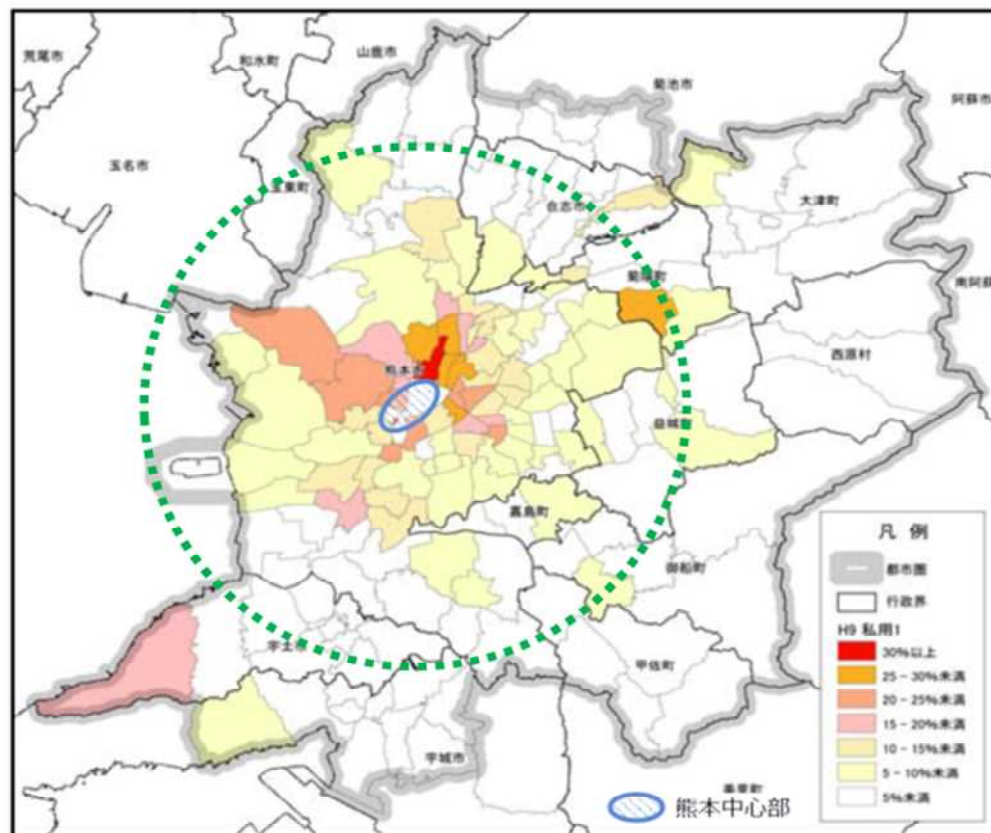 荒尾市
和水町
山鹿市
菊池市
阿蘇市
玉名市
玉東町
合志市
大津町
菊陽町
南阿蘇
熊本市
西原村
益城
嘉島町
御船町
宇土市
甲佐町
宇城市
美里町
凡 例
都市圏
行政界
H9 私用1
30%以上
25－30%未満
20－25%未満
15－20%未満
10－15%未満
5－10%未満
5%未満
熊本中心部